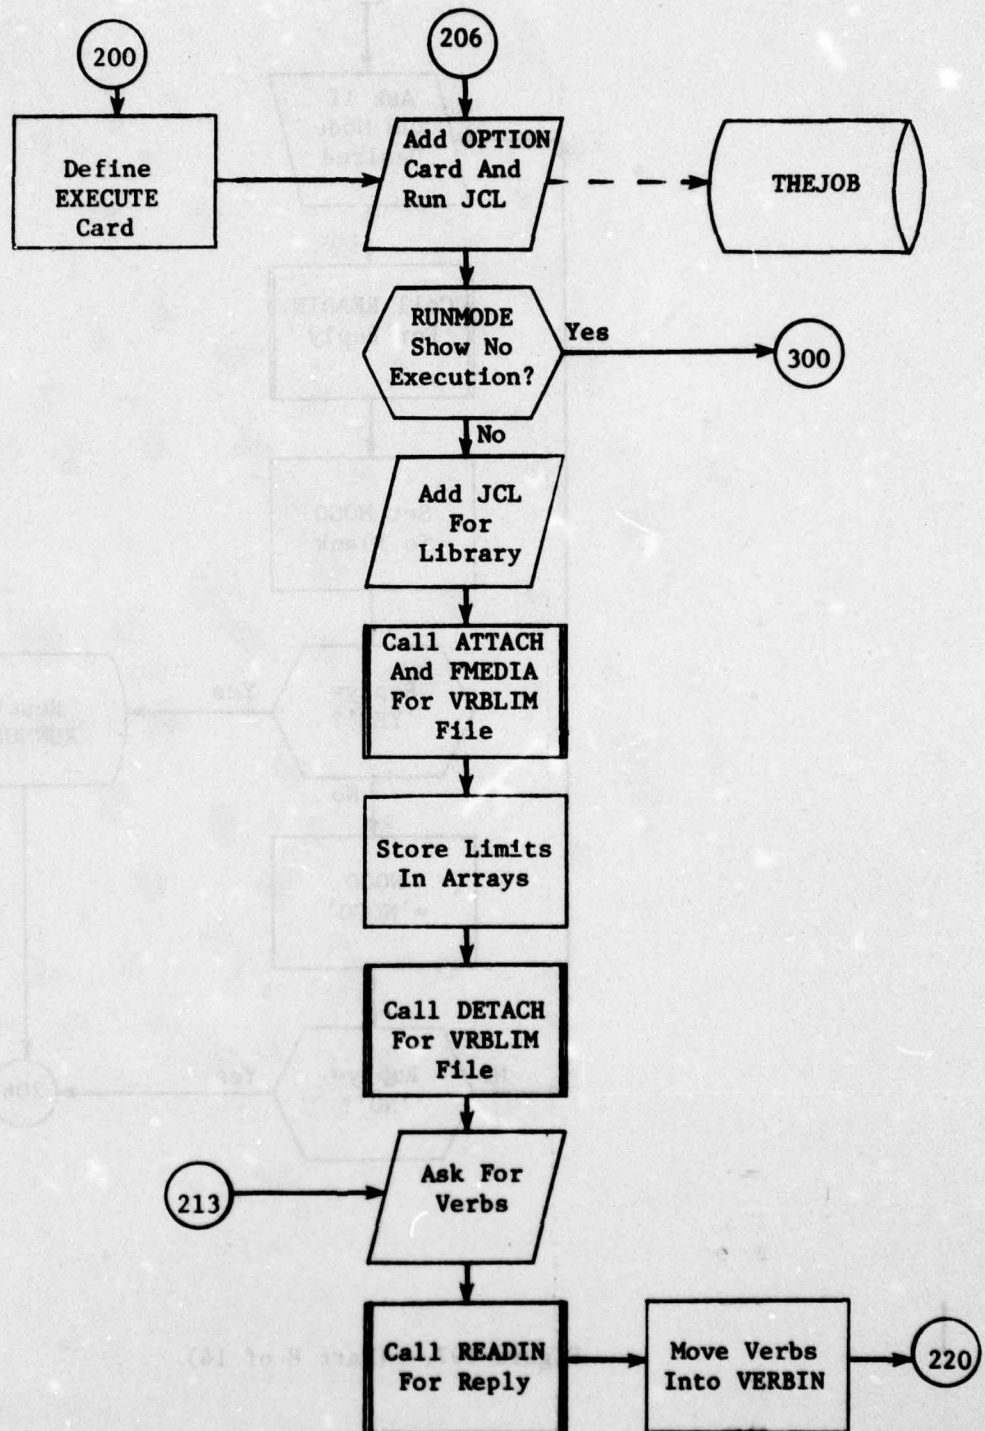 200
206
Define
EXECUTE
Card
Add OPTION
Card And
Run JCL
THEJOB
RUNMODE
Show No
Execution?
Yes
300
No
Add JCL
For
Library
Call ATTACH
And FMEDIA
For VRBLIM
File
Store Limits
In Arrays
Call DETACH
For VRBLIM
File
213
Ask For
Verbs
Call READIN
For Reply
Move Verbs
Into VERBIN
220